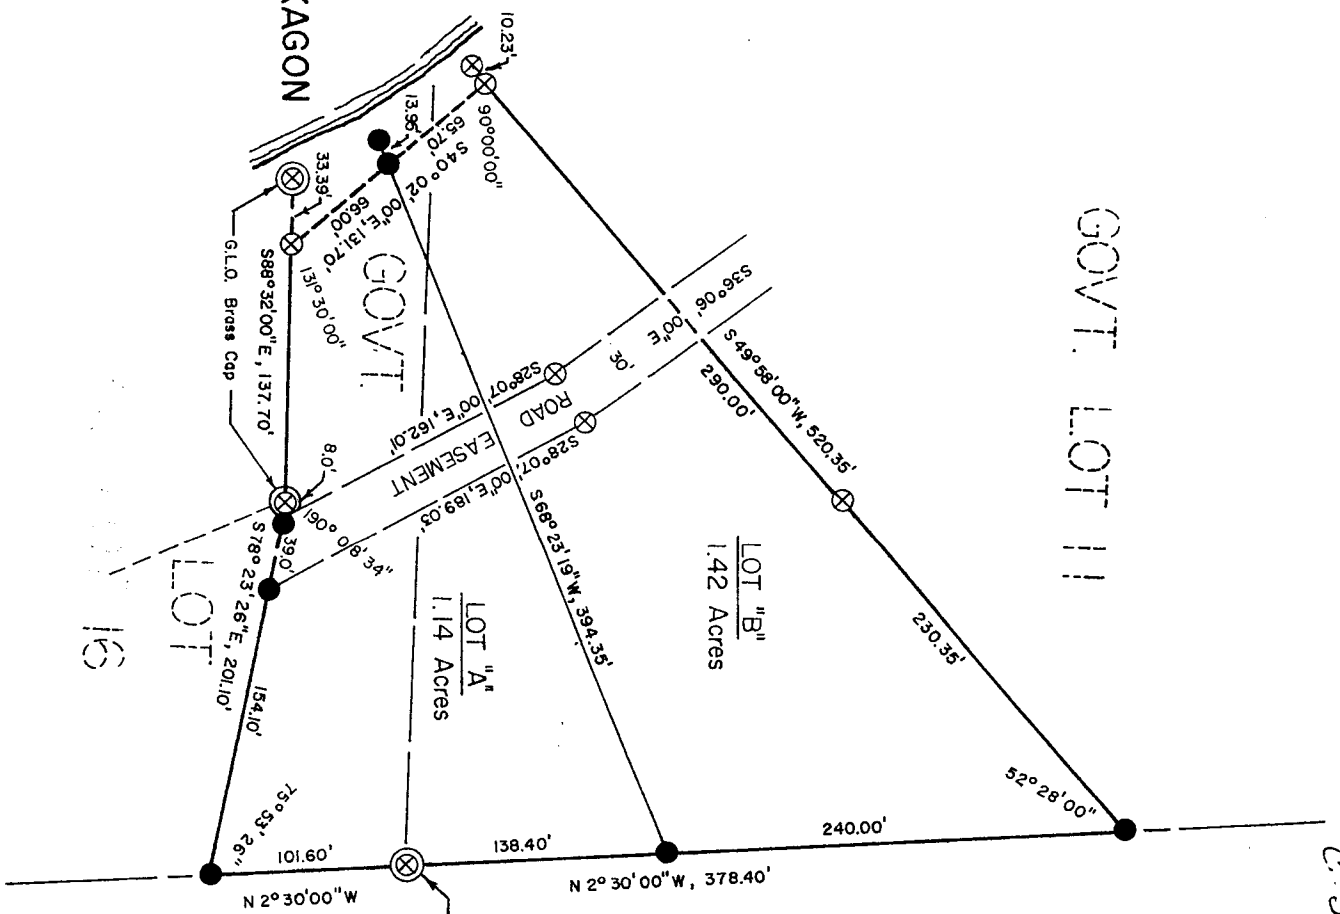 KAGON
10.23'
13.95'
65.70'
66.00'
S40°02'00"E, 131.70'
90°00'00"
33.39'
131°30'00"
S88°32'00"E, 137.70'
G.L.O. Brass Cap
8.0'
190°08'34"
39.0'
S 78°23'26"E, 201.10'
154.10'
75°53'26"
GOVT.
LOT
16
S28°07'00"E, 162.01'
ROAD
EASEMENT
S28°07'00"E, 189.03'
30'
S36°06'00"E
S 68°23'19"W, 394.35'
LOT "A"
1.14 Acres
LOT "B"
1.42 Acres
S 49°58'00"W, 520.35'
290.00'
230.35'
52°28'00"
GOVT. LOT 11
101.60'
138.40'
240.00'
N 2°30'00"W
N 2°30'00"W, 378.40'